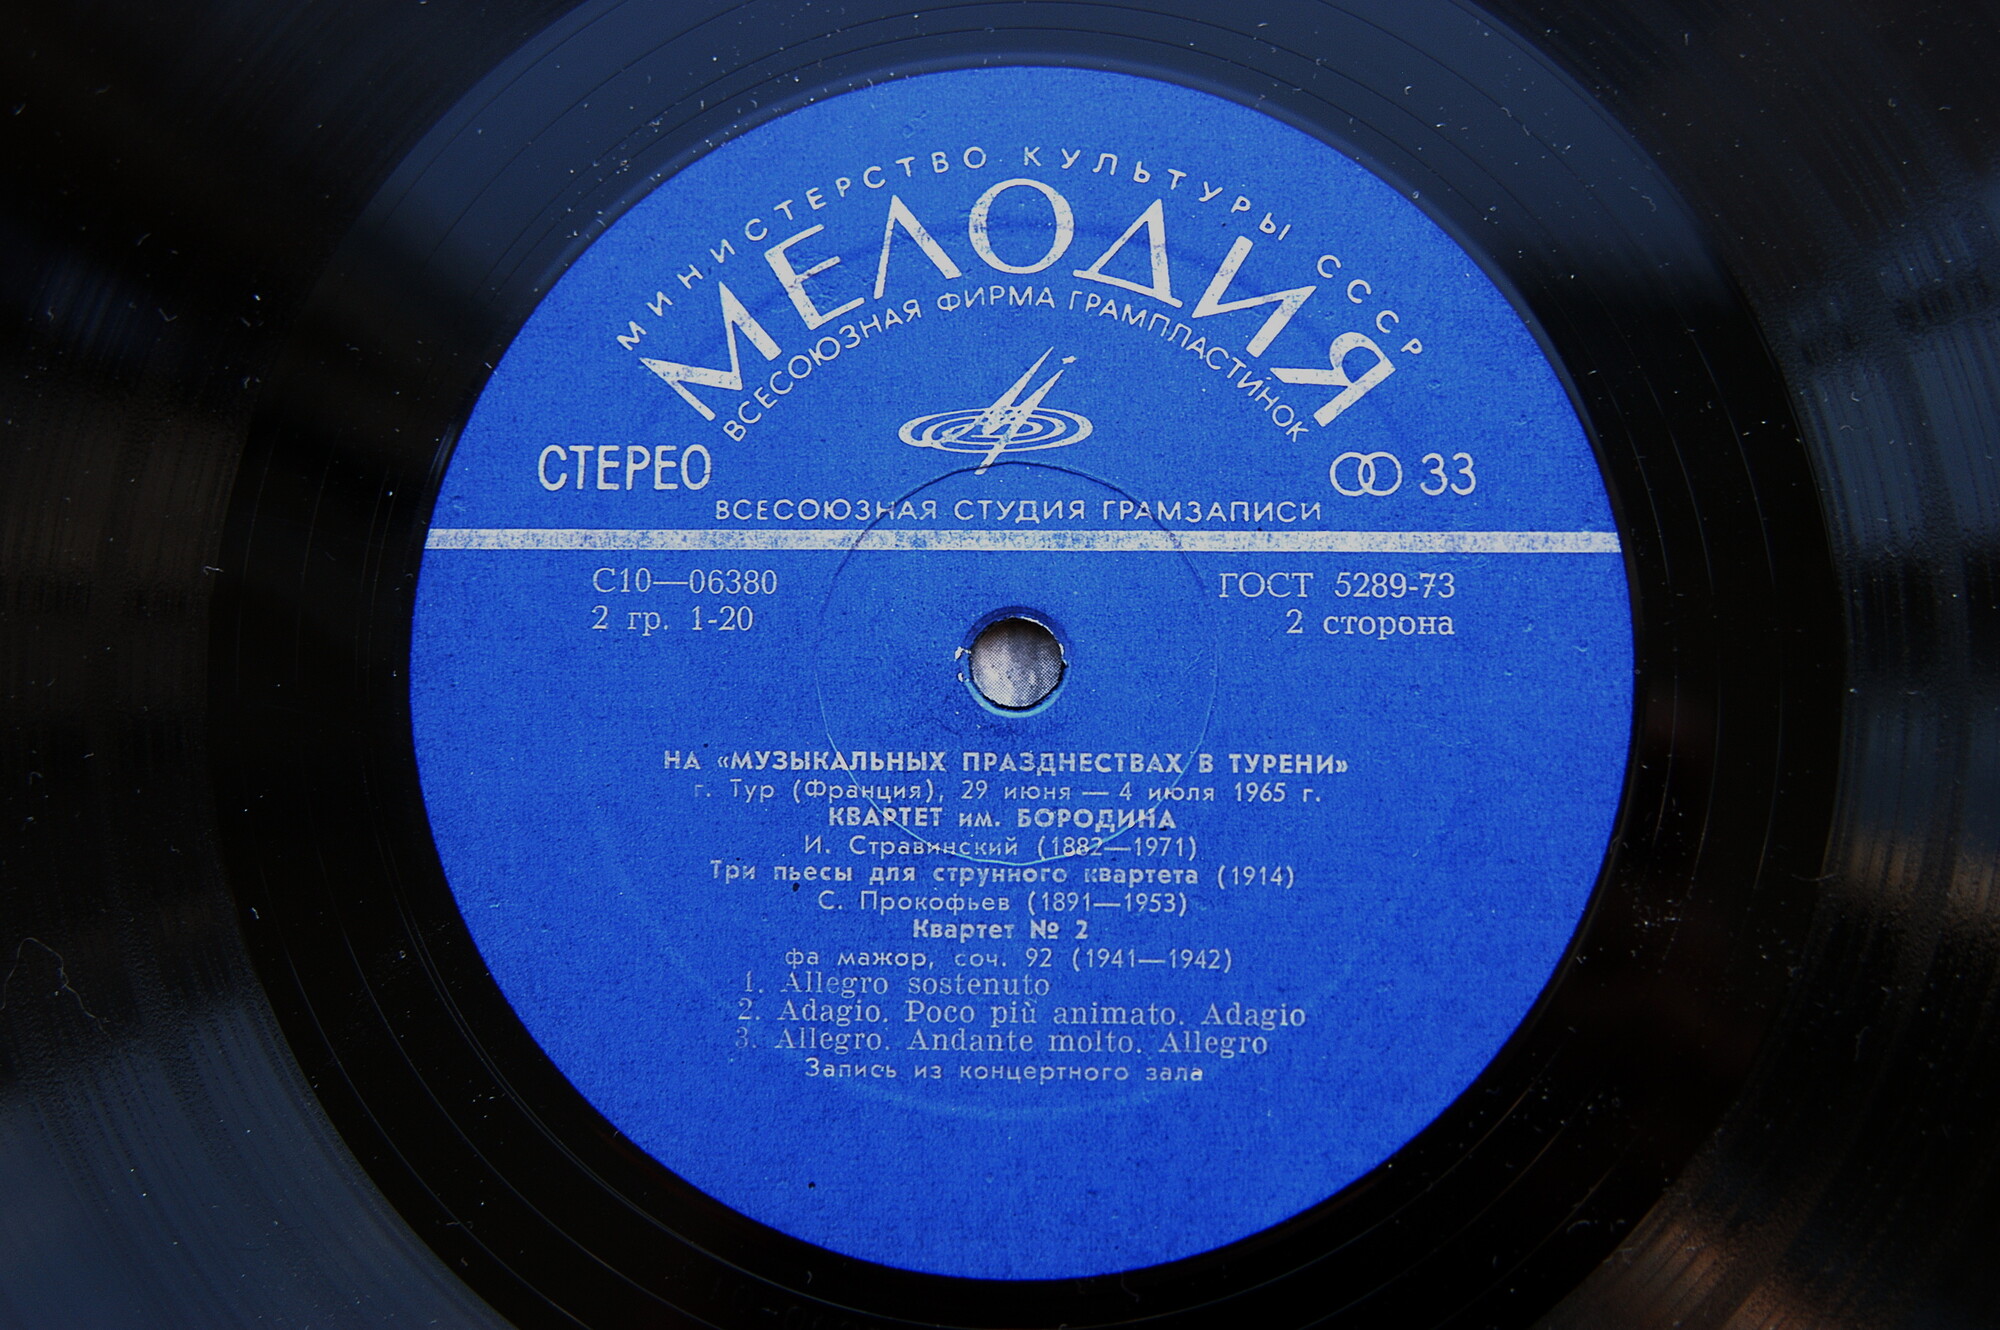 МИНИСТЕРСТВО КУЛЬТУРЫ СССР
МЕЛОДИЯ
ВСЕСОЮЗНАЯ ФИРМА ГРАМПЛАСТИНОК
СТЕРЕО
33
ВСЕСОЮЗНАЯ СТУДИЯ ГРАМЗАПИСИ
С10—06380
ГОСТ 5289-73
2 гр. 1-20
2 сторона
НА «МУЗЫКАЛЬНЫХ ПРАЗДНЕСТВАХ В ТУРЕНИ»
г. Тур (Франция), 29 июня — 4 июля 1965 г.
КВАРТЕТ им. БОРОДИНА
И. Стравинский (1882—1971)
Три пьесы для струнного квартета (1914)
С. Прокофьев (1891—1953)
Квартет № 2
фа мажор, соч. 92 (1941—1942)
1. Allegro sostenuto
2. Adagio. Poco più animato. Adagio
3. Allegro. Andante molto. Allegro
Запись из концертного зала